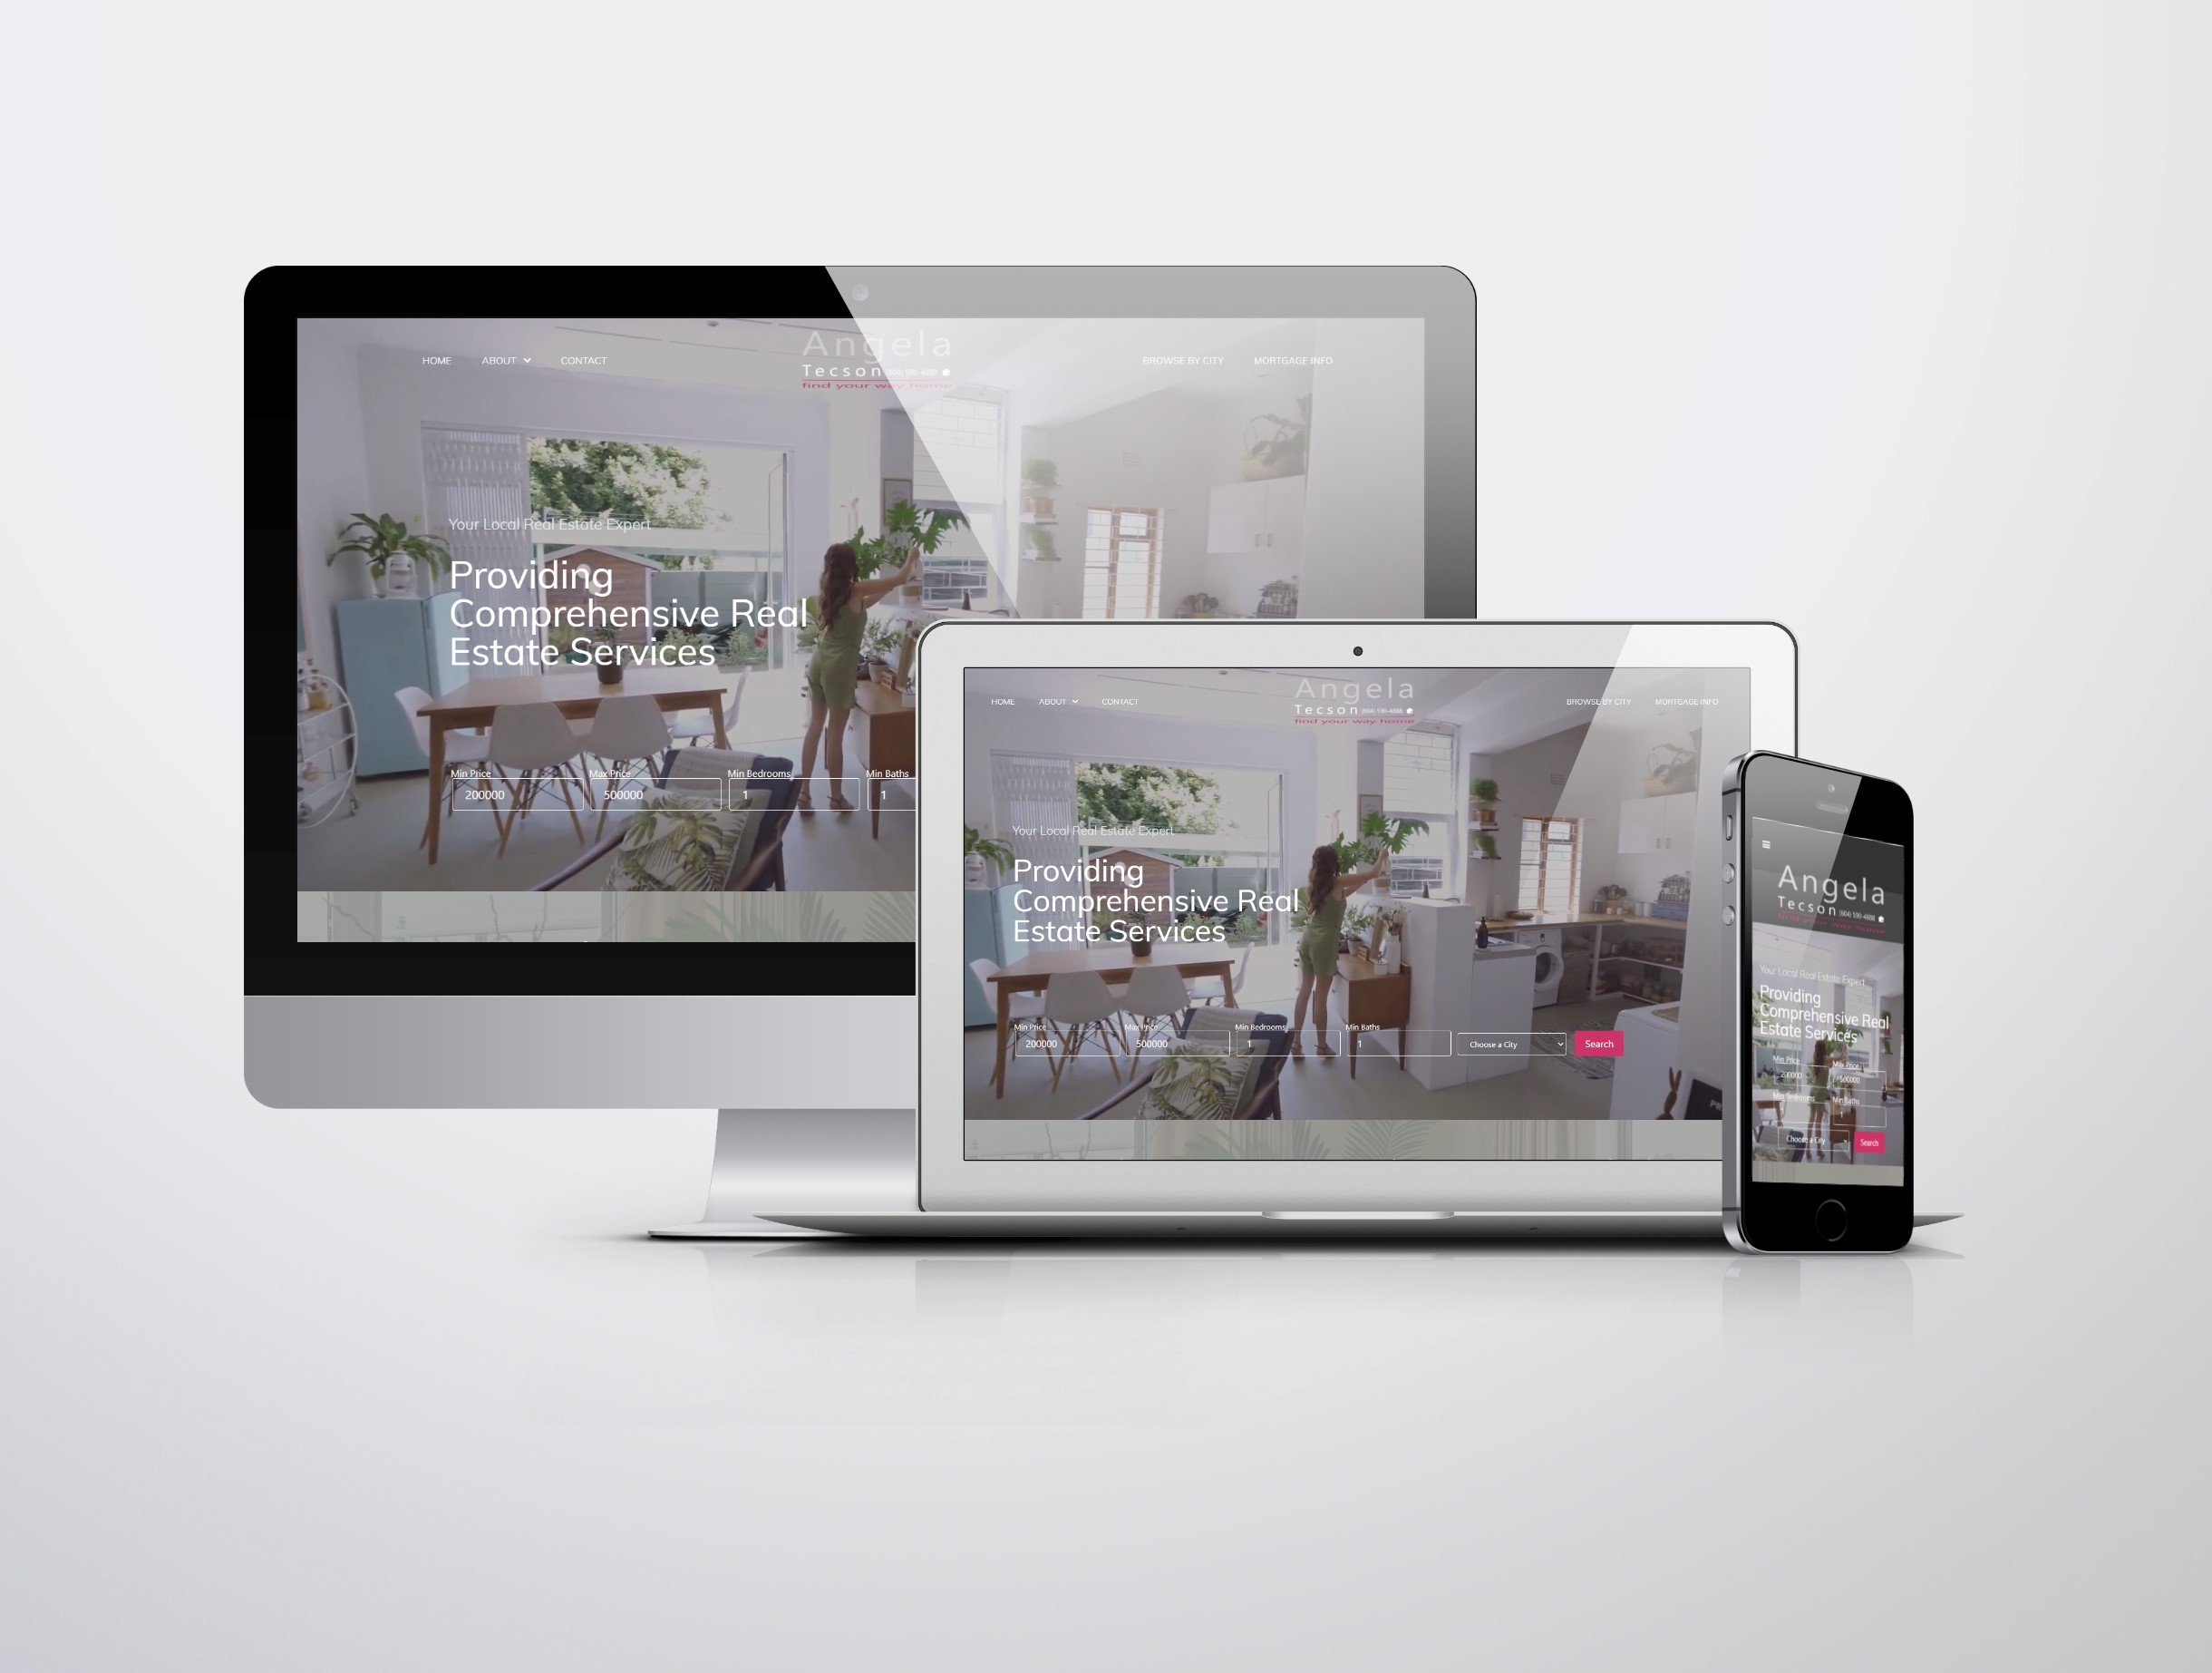 HOME ABOUT CONTACT
Angela
Tecson (604) 590-4888
find your way home
BROWSE BY CITY MORTGAGE INFO
Your Local Real Estate Expert
Providing
Comprehensive Real
Estate Services
Min Price Max Price Min Bedrooms Min Baths
200000 500000 1 1
HOME ABOUT CONTACT
Angela
Tecson (604) 590-4888
find your way home
BROWSE BY CITY MORTGAGE INFO
Your Local Real Estate Expert
Providing
Comprehensive Real
Estate Services
Min Price Max Price Min Bedrooms Min Baths
200000 500000 1 1 Choose a City Search
Angela
Tecson (604) 590-4888
find your way home
Your Local Real Estate Expert
Providing
Comprehensive Real
Estate Services
Min Price Max Price
200000 500000
Min Bedrooms Min Baths
1
Choose a City Search